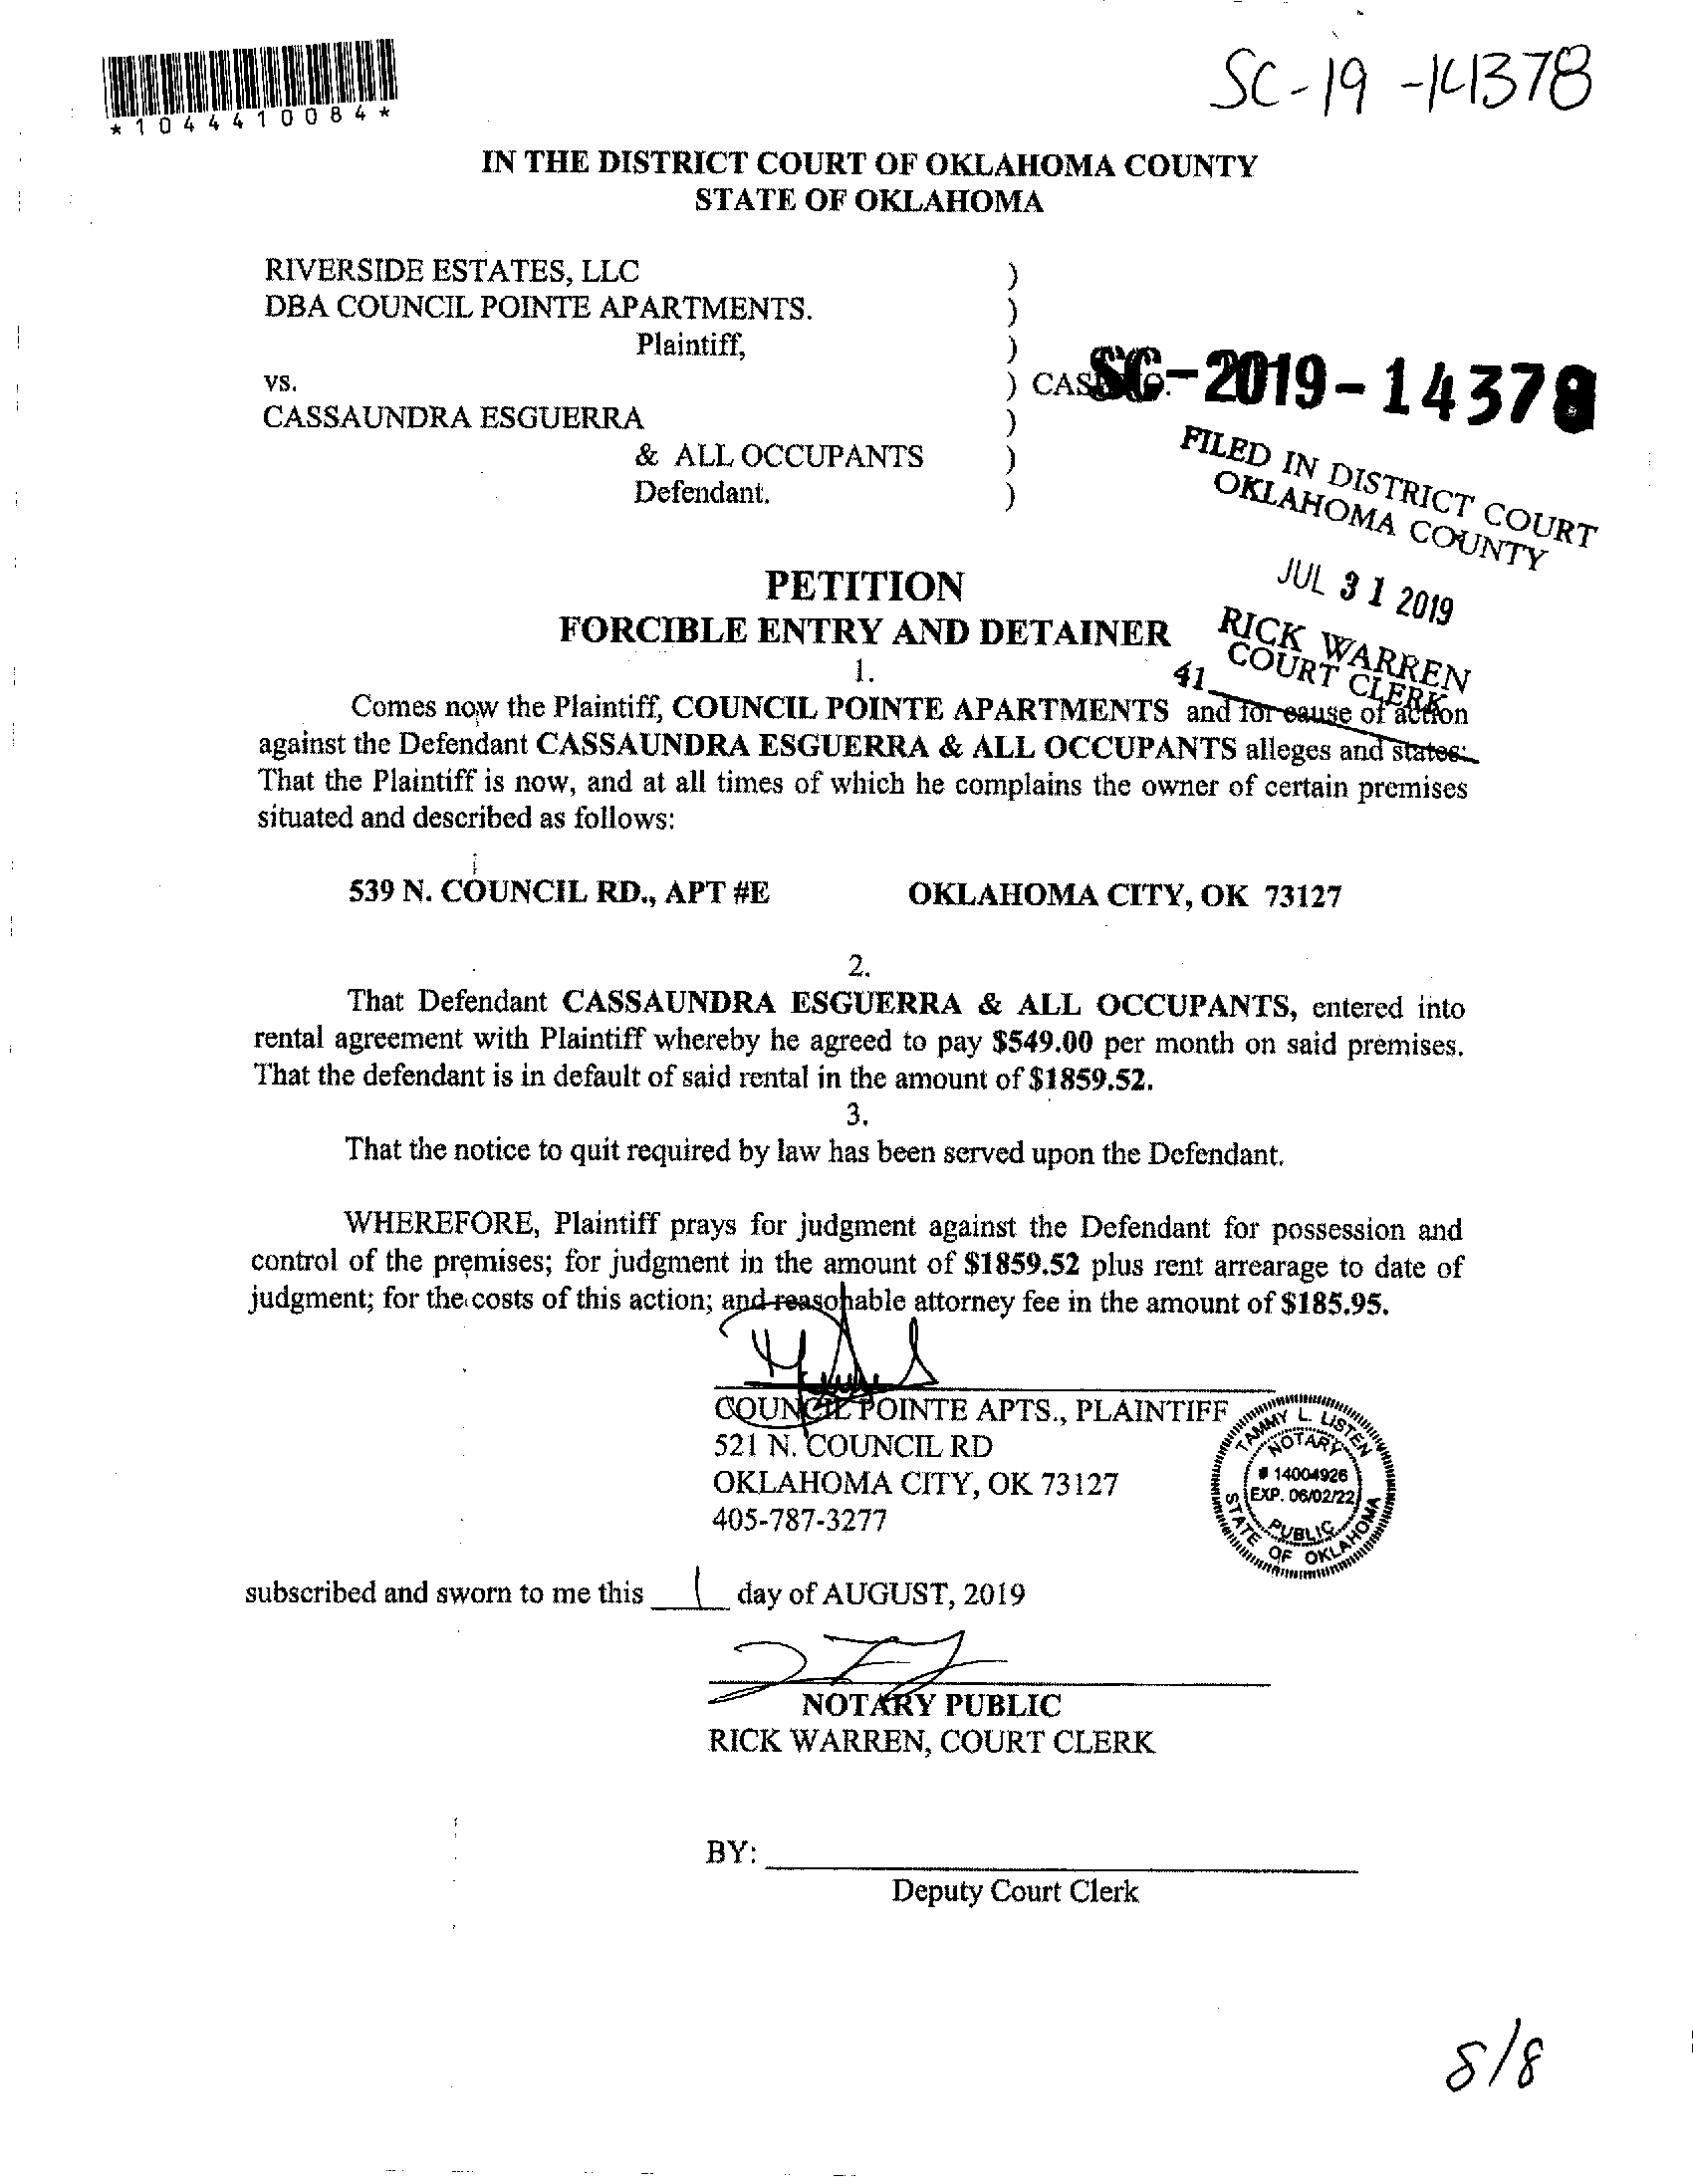 *1044410084*
SC-19-14378
IN THE DISTRICT COURT OF OKLAHOMA COUNTY
STATE OF OKLAHOMA
RIVERSIDE ESTATES, LLC )
DBA COUNCIL POINTE APARTMENTS. )
Plaintiff, )
vs. ) SC-2019-14378
CASSAUNDRA ESGUERRA )
& ALL OCCUPANTS )
Defendant. )
FILED IN DISTRICT COURT
OKLAHOMA COUNTY
JUL 31 2019
RICK WARREN
COURT CLERK
41
PETITION
FORCIBLE ENTRY AND DETAINER
1.
Comes now the Plaintiff, COUNCIL POINTE APARTMENTS and for cause of action
against the Defendant CASSAUNDRA ESGUERRA & ALL OCCUPANTS alleges and states:
That the Plaintiff is now, and at all times of which he complains the owner of certain premises
situated and described as follows:
539 N. COUNCIL RD., APT #E OKLAHOMA CITY, OK 73127
2.
That Defendant CASSAUNDRA ESGUERRA & ALL OCCUPANTS, entered into
rental agreement with Plaintiff whereby he agreed to pay $549.00 per month on said premises.
That the defendant is in default of said rental in the amount of $1859.52.
3.
That the notice to quit required by law has been served upon the Defendant.
WHEREFORE, Plaintiff prays for judgment against the Defendant for possession and
control of the premises; for judgment in the amount of $1859.52 plus rent arrearage to date of
judgment; for the costs of this action; and reasonable attorney fee in the amount of $185.95.
COUNCIL POINTE APTS., PLAINTIFF
521 N. COUNCIL RD
OKLAHOMA CITY, OK 73127
405-787-3277
TAMMY L. LISTEN
NOTARY
# 14004926
EXP. 06/02/22
PUBLIC
STATE OF OKLAHOMA
subscribed and sworn to me this 1 day of AUGUST, 2019
NOTARY PUBLIC
RICK WARREN, COURT CLERK
BY:
Deputy Court Clerk
8/8